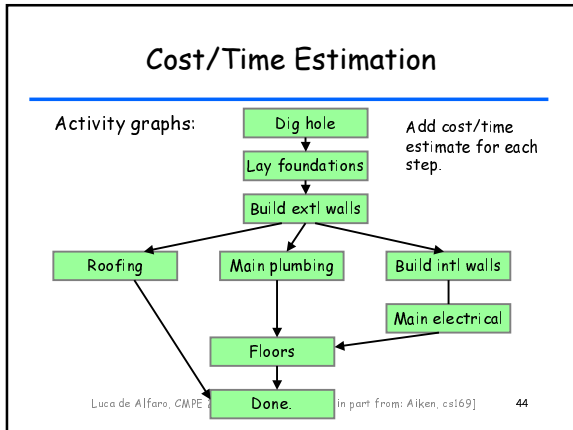 Cost/Time Estimation
Activity graphs:
Dig hole
Add cost/time
estimate for each
step.
Lay foundations
Build extl walls
Roofing
Main plumbing
Build intl walls
Main electrical
Floors
Done.
Luca de Alfaro, CMPE
in part from: Aiken, cs169]
44